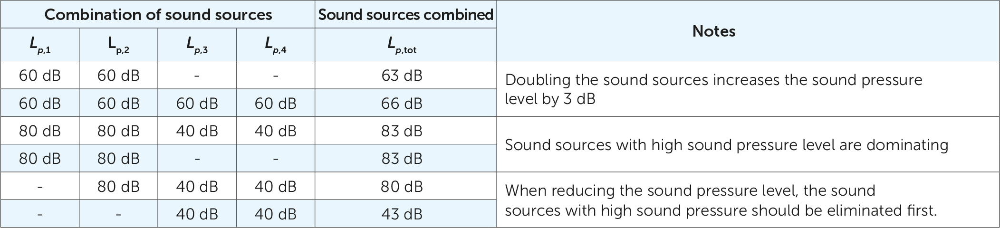 Combination of sound sources Sound sources combined Notes
Lp,1 Lp,2 Lp,3 Lp,4 Lp,tot
60 dB 60 dB - - 63 dB
60 dB 60 dB 60 dB 60 dB 66 dB
Doubling the sound sources increases the sound pressure
level by 3 dB
80 dB 80 dB 40 dB 40 dB 83 dB
80 dB 80 dB - - 83 dB
Sound sources with high sound pressure level are dominating
- 80 dB 40 dB 40 dB 80 dB
- - 40 dB 40 dB 43 dB
When reducing the sound pressure level, the sound
sources with high sound pressure should be eliminated first.